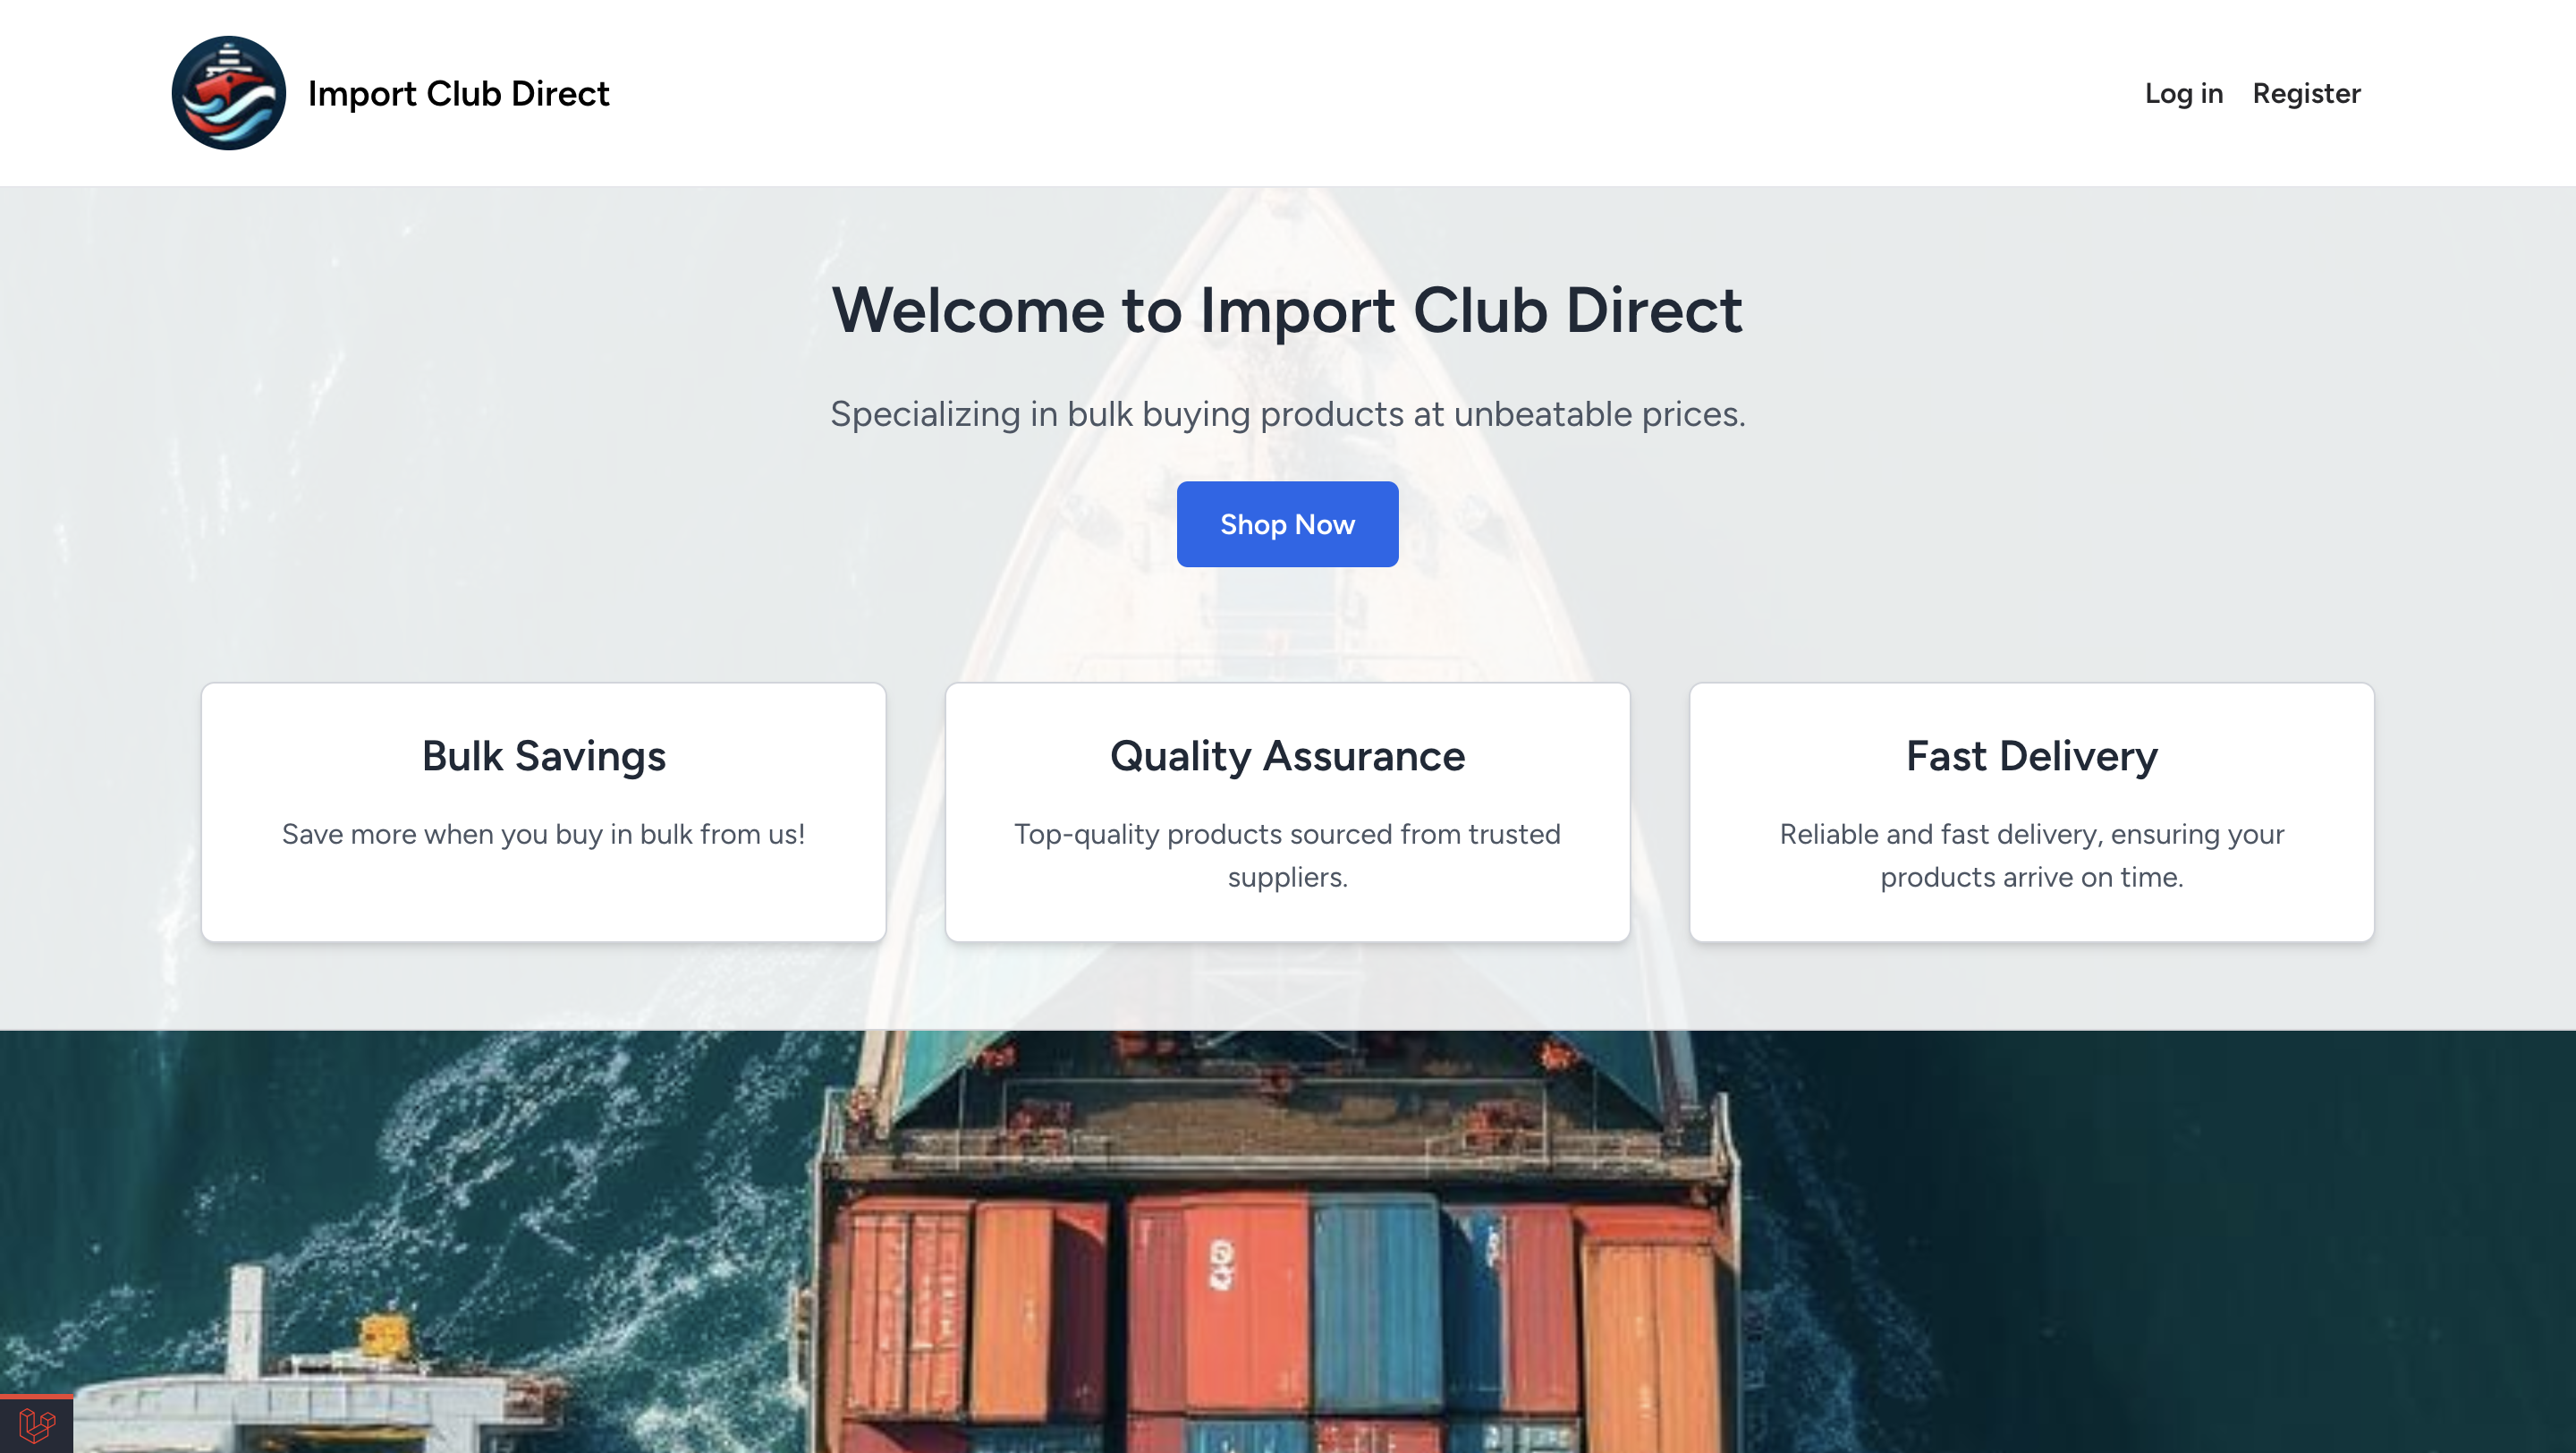 Import Club Direct
Log in Register
Welcome to Import Club Direct
Specializing in bulk buying products at unbeatable prices.
Shop Now
Bulk Savings
Save more when you buy in bulk from us!
Quality Assurance
Top-quality products sourced from trusted
suppliers.
Fast Delivery
Reliable and fast delivery, ensuring your
products arrive on time.